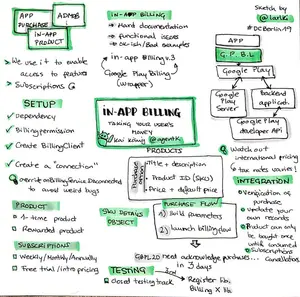 APP
PURCHASE
ADMOB
IN-APP
PRODUCT
We use it to enable
access to features
Subscriptions
IN-APP BILLING
Hard documentation
functional issues
Ok-ish/Bad examples
in-app Billing v.3
Google Play Billing
(Wrapper)
Sketch by
#DCBerlin19
APP
G. P. B. L
Google Play
Google
Play
Server
Backend
applicat.
Google Play
developer API
SETUP
Dependency
Billing permission
Create BillingClient
Create a "connection"
override onBillingService Disconnected
to avoid weird bugs
IN-APP BILLING
TAKING YOUR USER'S
MONEY
Kai Koenig @agentK
PRODUCTS
Title + description
Product ID (SKU)
Price + default price
Watch out
international pricing
& tax rates varies!
PRODUCT
1-time product
Rewarded product
SUBSCRIPTIONS
Weekly/Monthly/Annually
Free trial/intro pricing
SKU DETAILS
OBJECT
PURCHASE FLOW
1) Build parameters
2) launch billing flow
INTEGRATION
Verification of
purchase
update your
own records
Product can only
be bought once
until consumed
Subscriptions
Cancellations
GPBL 2.0 need acknowledge purchases
in 3 days
TESTING
Closed testing track
Register
Billing X lib